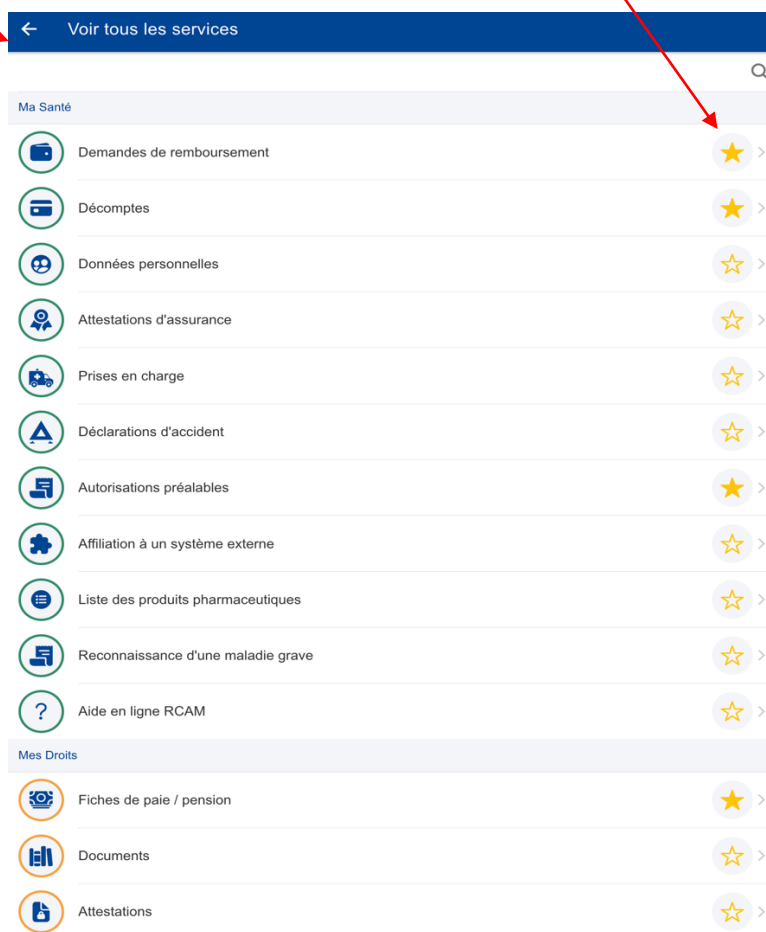 Voir tous les services
Ma Santé
Demandes de remboursement
Décomptes
Données personnelles
Attestations d'assurance
Prises en charge
Déclarations d'accident
Autorisations préalables
Affiliation à un système externe
Liste des produits pharmaceutiques
Reconnaissance d'une maladie grave
? Aide en ligne RCAM
Mes Droits
Fiches de paie / pension
Documents
Attestations